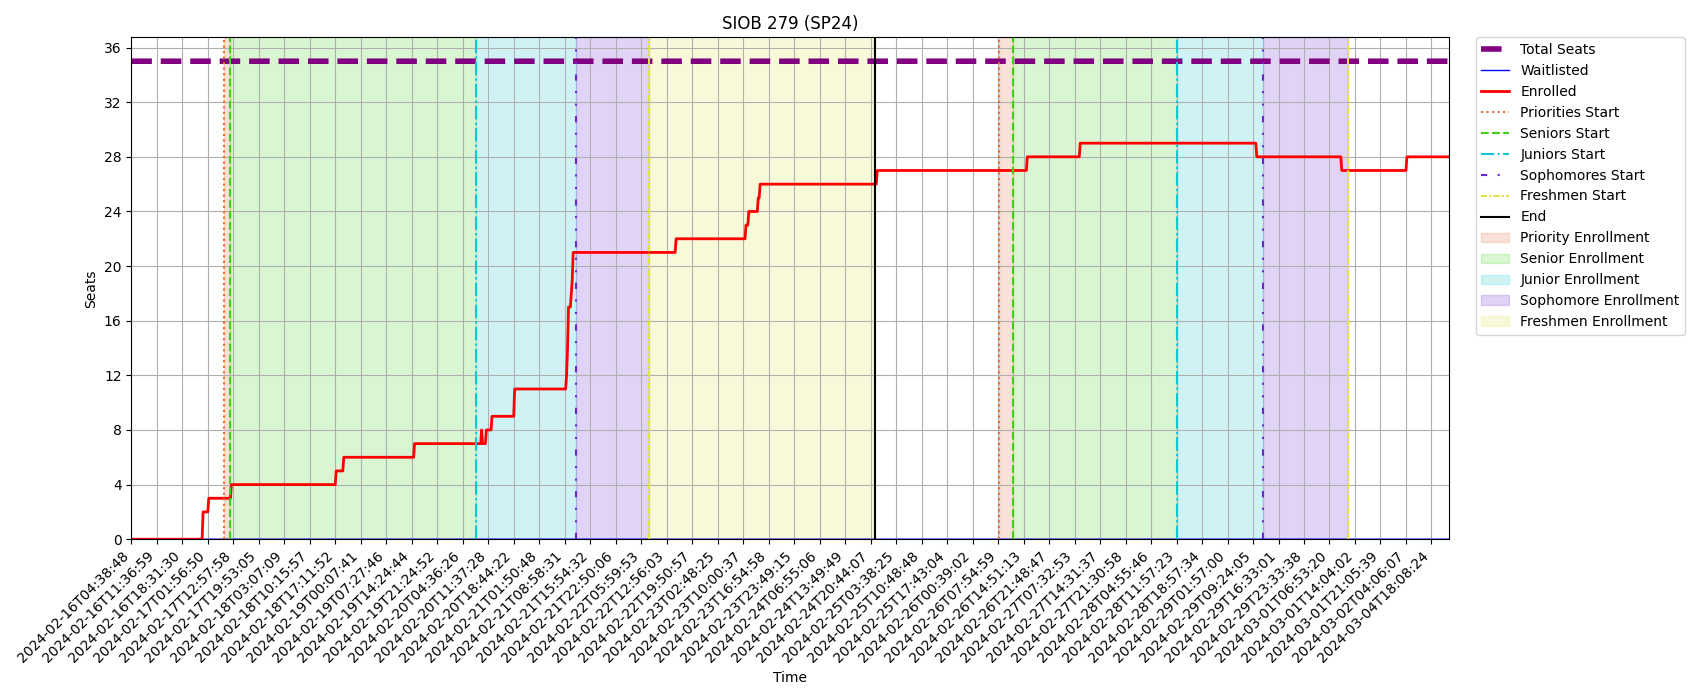 SIOB 279 (SP24)
Seats
36
32
28
24
20
16
12
8
4
0
2024-02-16T04:38:48
2024-02-16T11:36:59
2024-02-16T18:31:30
2024-02-17T01:56:50
2024-02-17T12:57:58
2024-02-17T19:53:05
2024-02-18T03:07:09
2024-02-18T10:15:57
2024-02-18T17:11:52
2024-02-19T00:07:41
2024-02-19T07:27:46
2024-02-19T14:24:44
2024-02-19T21:24:52
2024-02-20T04:36:26
2024-02-20T11:37:28
2024-02-20T18:44:22
2024-02-21T01:50:48
2024-02-21T08:58:31
2024-02-21T15:54:32
2024-02-21T22:50:06
2024-02-22T05:59:53
2024-02-22T12:56:03
2024-02-22T19:50:57
2024-02-23T02:48:25
2024-02-23T10:00:37
2024-02-23T16:54:58
2024-02-23T23:49:15
2024-02-24T06:55:06
2024-02-24T13:49:49
2024-02-24T20:44:07
2024-02-25T03:38:25
2024-02-25T10:48:48
2024-02-25T17:43:04
2024-02-26T00:39:02
2024-02-26T07:54:59
2024-02-26T14:51:13
2024-02-26T21:48:47
2024-02-27T07:32:53
2024-02-27T14:31:37
2024-02-27T21:30:58
2024-02-28T04:55:46
2024-02-28T11:57:23
2024-02-28T18:57:34
2024-02-29T01:57:00
2024-02-29T09:24:05
2024-02-29T16:33:01
2024-02-29T23:33:38
2024-03-01T06:53:20
2024-03-01T14:04:02
2024-03-01T21:05:39
2024-03-02T04:06:07
2024-03-04T18:08:24
Time
Total Seats
Waitlisted
Enrolled
Priorities Start
Seniors Start
Juniors Start
Sophomores Start
Freshmen Start
End
Priority Enrollment
Senior Enrollment
Junior Enrollment
Sophomore Enrollment
Freshmen Enrollment